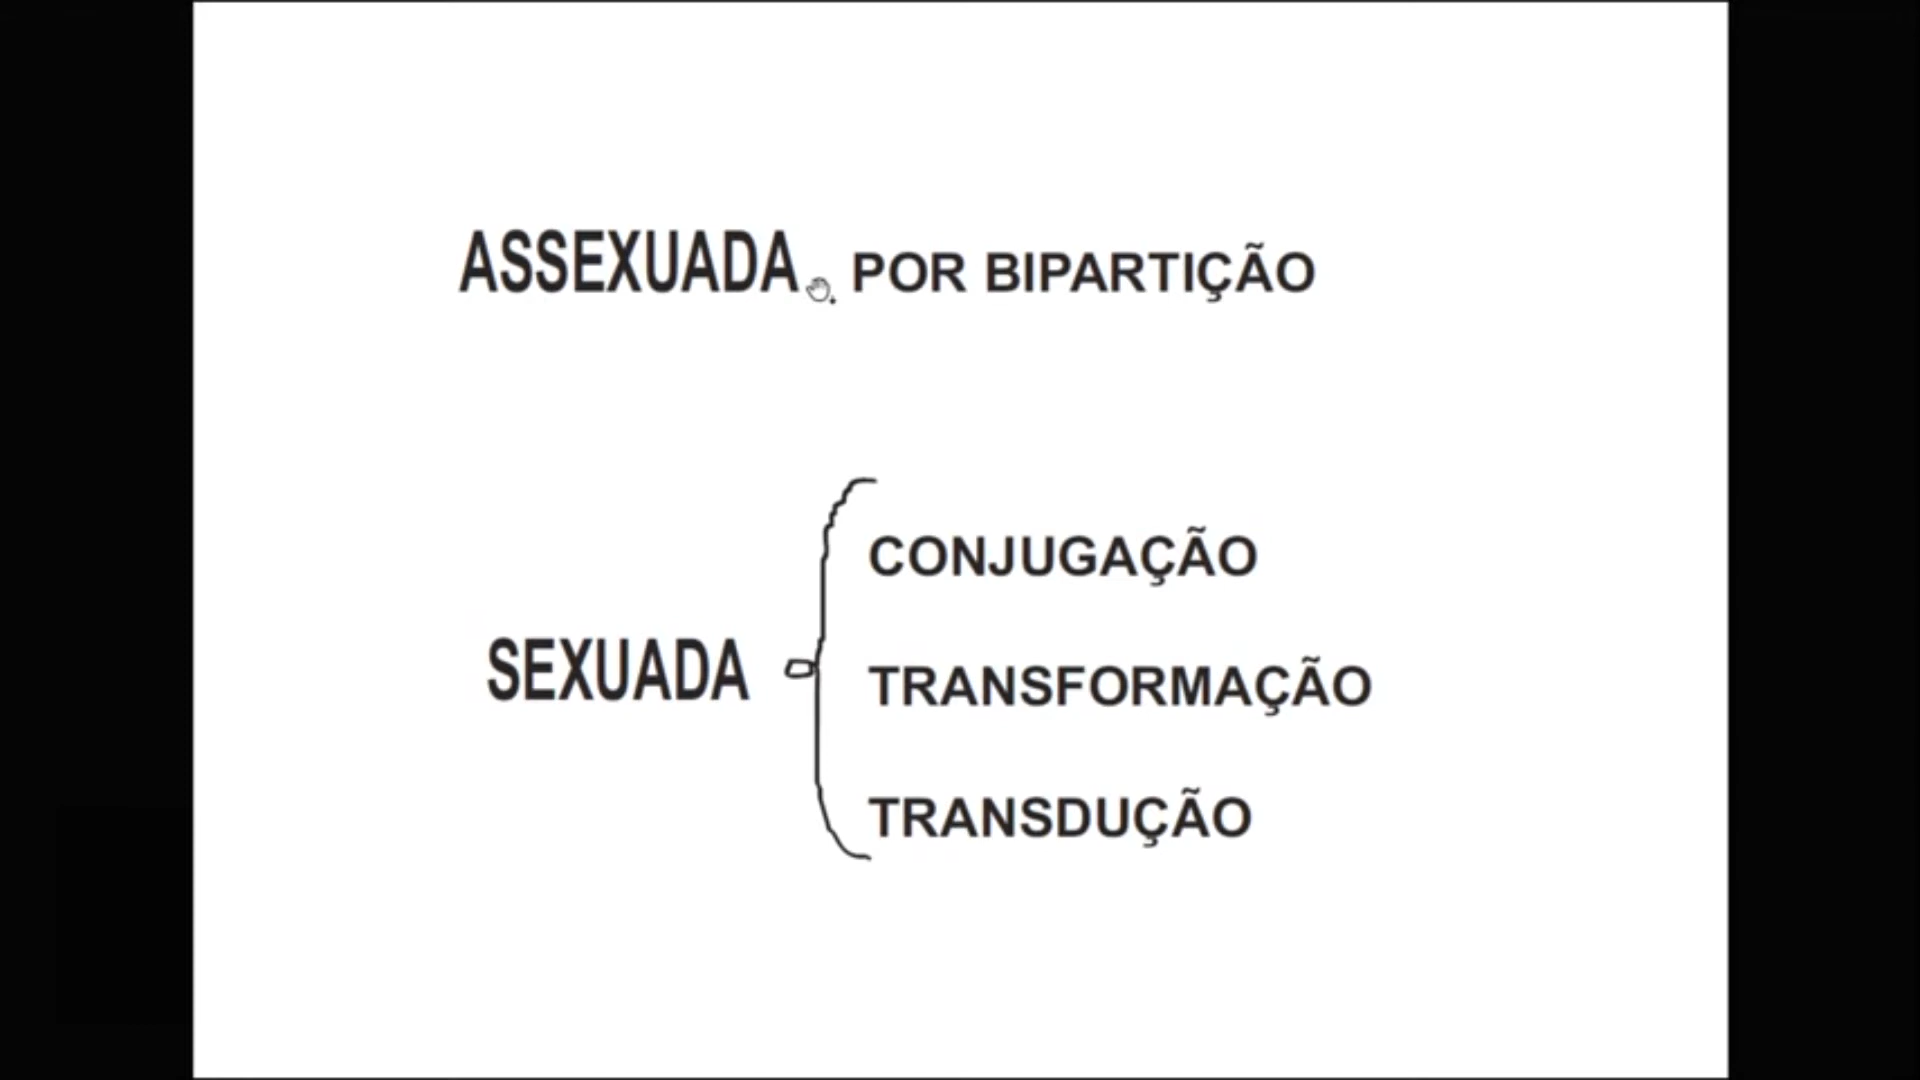 ASSEXUADA POR BIPARTIÇÃO
CONJUGAÇÃO
SEXUADA
TRANSFORMAÇÃO
TRANSDUÇÃO